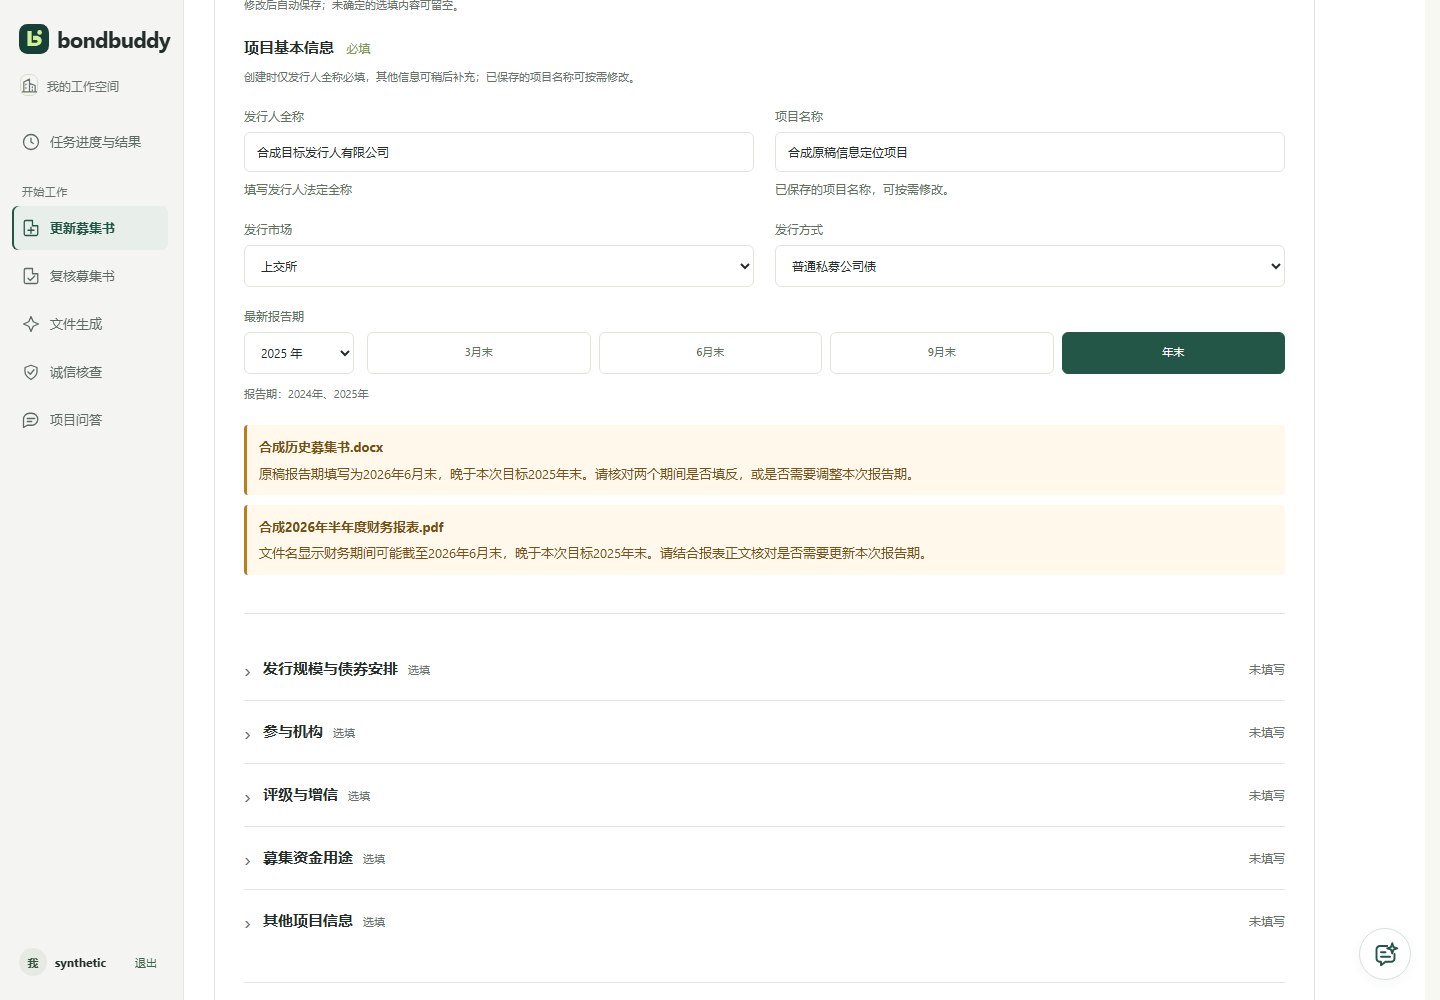 bondbuddy
我的工作空间
任务进度与结果
开始工作
更新募集书
复核募集书
文件生成
诚信核查
项目问答
我
synthetic
退出
修改后自动保存；未确定的选填内容可留空。
项目基本信息 必填
创建时仅发行人全称必填，其他信息可稍后补充；已保存的项目名称可按需修改。
发行人全称
项目名称
合成目标发行人有限公司
合成原稿信息定位项目
填写发行人法定全称
已保存的项目名称，可按需修改。
发行市场
发行方式
上交所
普通私募公司债
最新报告期
2025 年
3月末
6月末
9月末
年末
报告期：2024年、2025年
合成历史募集书.docx
原稿报告期填写为2026年6月末，晚于本次目标2025年末。请核对两个期间是否填反，或是否需要调整本次报告期。
合成2026年半年度财务报表.pdf
文件名显示财务期间可能截至2026年6月末，晚于本次目标2025年末。请结合报表正文核对是否需要更新本次报告期。
发行规模与债券安排 选填 未填写
参与机构 选填 未填写
评级与增信 选填 未填写
募集资金用途 选填 未填写
其他项目信息 选填 未填写